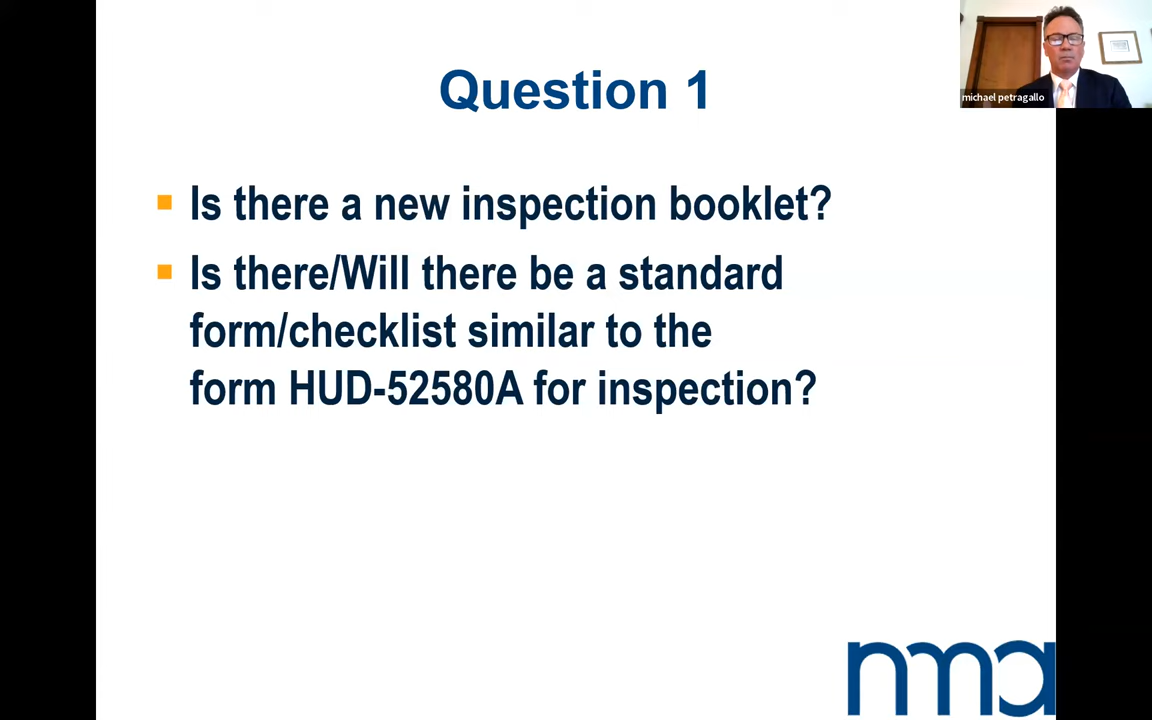 Question 1
michael petragallo
Is there a new inspection booklet?
Is there/Will there be a standard
form/checklist similar to the
form HUD-52580A for inspection?
nma